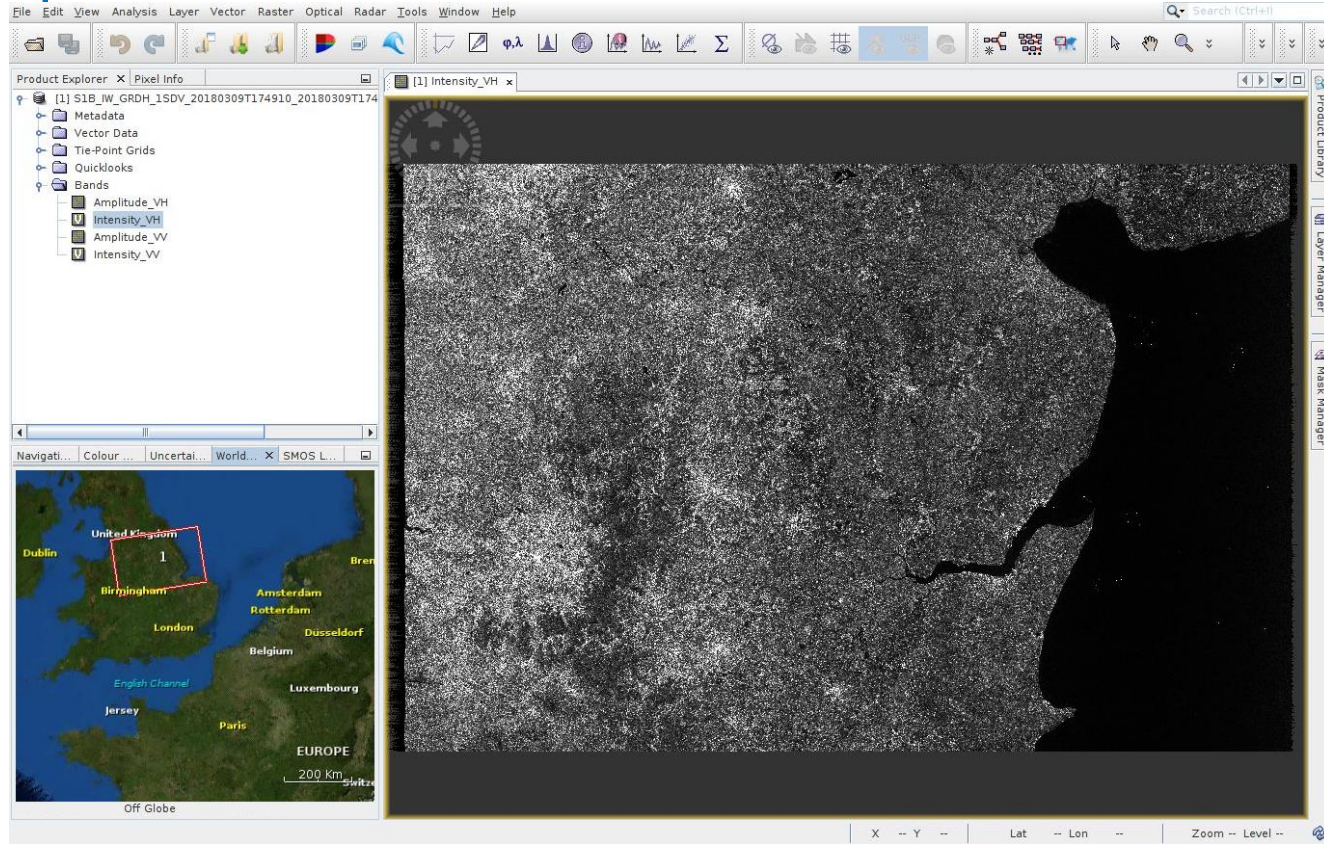 File Edit View Analysis Layer Vector Raster Optical Radar Tools Window Help
Search (Ctrl+I)
φ,λ Σ
Product Explorer X Pixel Info
[1] Intensity_VH x
[1] S1B_IW_GRDH_1SDV_20180309T174910_20180309T174
Metadata
Vector Data
Tie-Point Grids
Quicklooks
Bands
Amplitude_VH
Intensity_VH
Amplitude_VV
Intensity_VV
Product Library
Layer Manager
Mask Manager
Navigati... Colour ... Uncertai... World... X SMOS L...
United Kingdom
Dublin
1
Bren
Birmingham
Amsterdam
Rotterdam
London
Düsseldorf
Belgium
English Channel
Luxembourg
Jersey
Paris
EUROPE
200 Km
Switze
Off Globe
X -- Y -- Lat -- Lon -- Zoom -- Level --